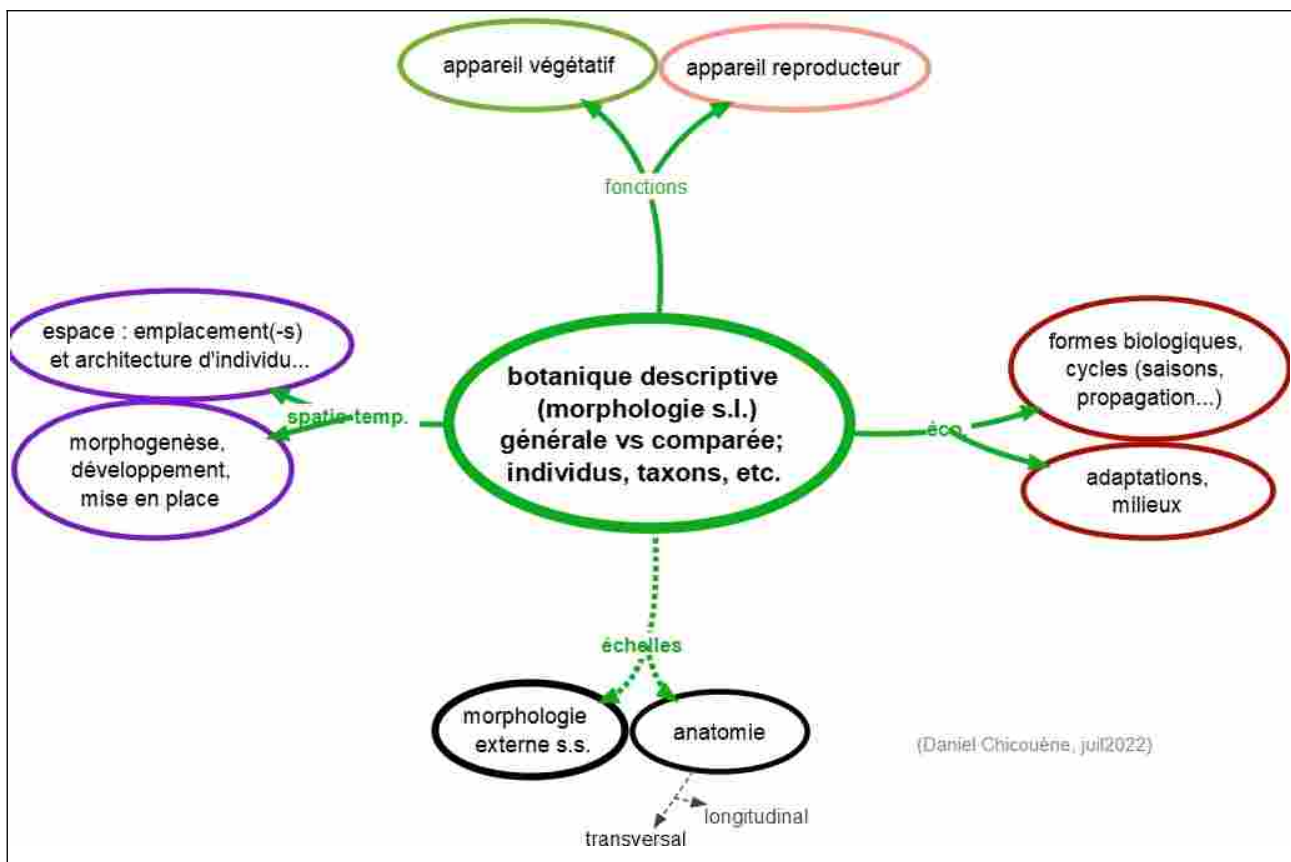 appareil végétatif
appareil reproducteur
fonctions
espace : emplacement(-s)
et architecture d'individu...
spatio-temp.
morphogenèse,
développement,
mise en place
botanique descriptive
(morphologie s.l.)
générale vs comparée;
individus, taxons, etc.
formes biologiques,
cycles (saisons,
propagation...)
éco.
adaptations,
milieux
échelles
morphologie
externe s.s.
anatomie
(Daniel Chicouène, juil2022)
longitudinal
transversal